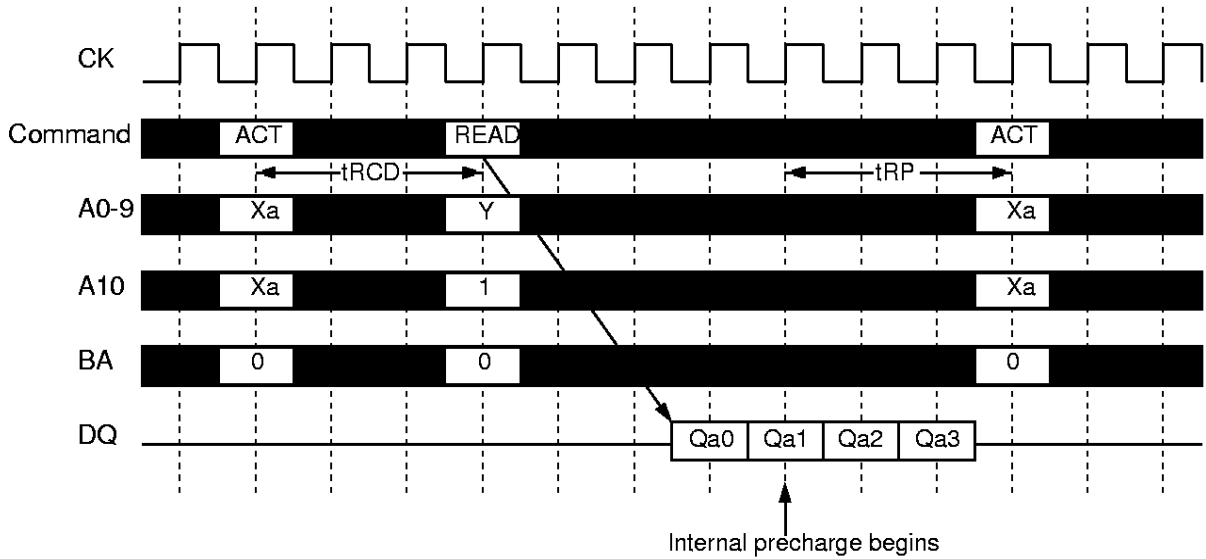 CK
Command ACT READ ACT
tRCD tRP
A0-9 Xa Y Xa
A10 Xa 1 Xa
BA 0 0 0
DQ Qa0 Qa1 Qa2 Qa3
Internal precharge begins